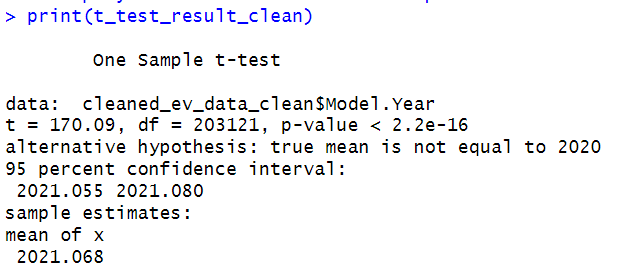 > print(t_test_result_clean)
One Sample t-test
data:  cleaned_ev_data_clean$Model.Year
t = 170.09, df = 203121, p-value < 2.2e-16
alternative hypothesis: true mean is not equal to 2020
95 percent confidence interval:
 2021.055 2021.080
sample estimates:
mean of x
 2021.068